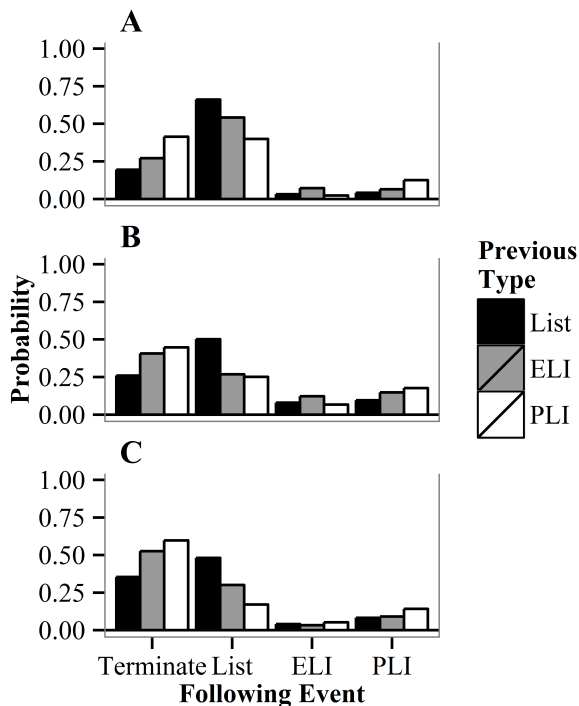 A
1.00
0.75
0.50
0.25
0.00
B
1.00
0.75
0.50
0.25
0.00
C
1.00
0.75
0.50
0.25
0.00
Probability
Terminate List ELI PLI
Following Event
Previous
Type
List
ELI
PLI